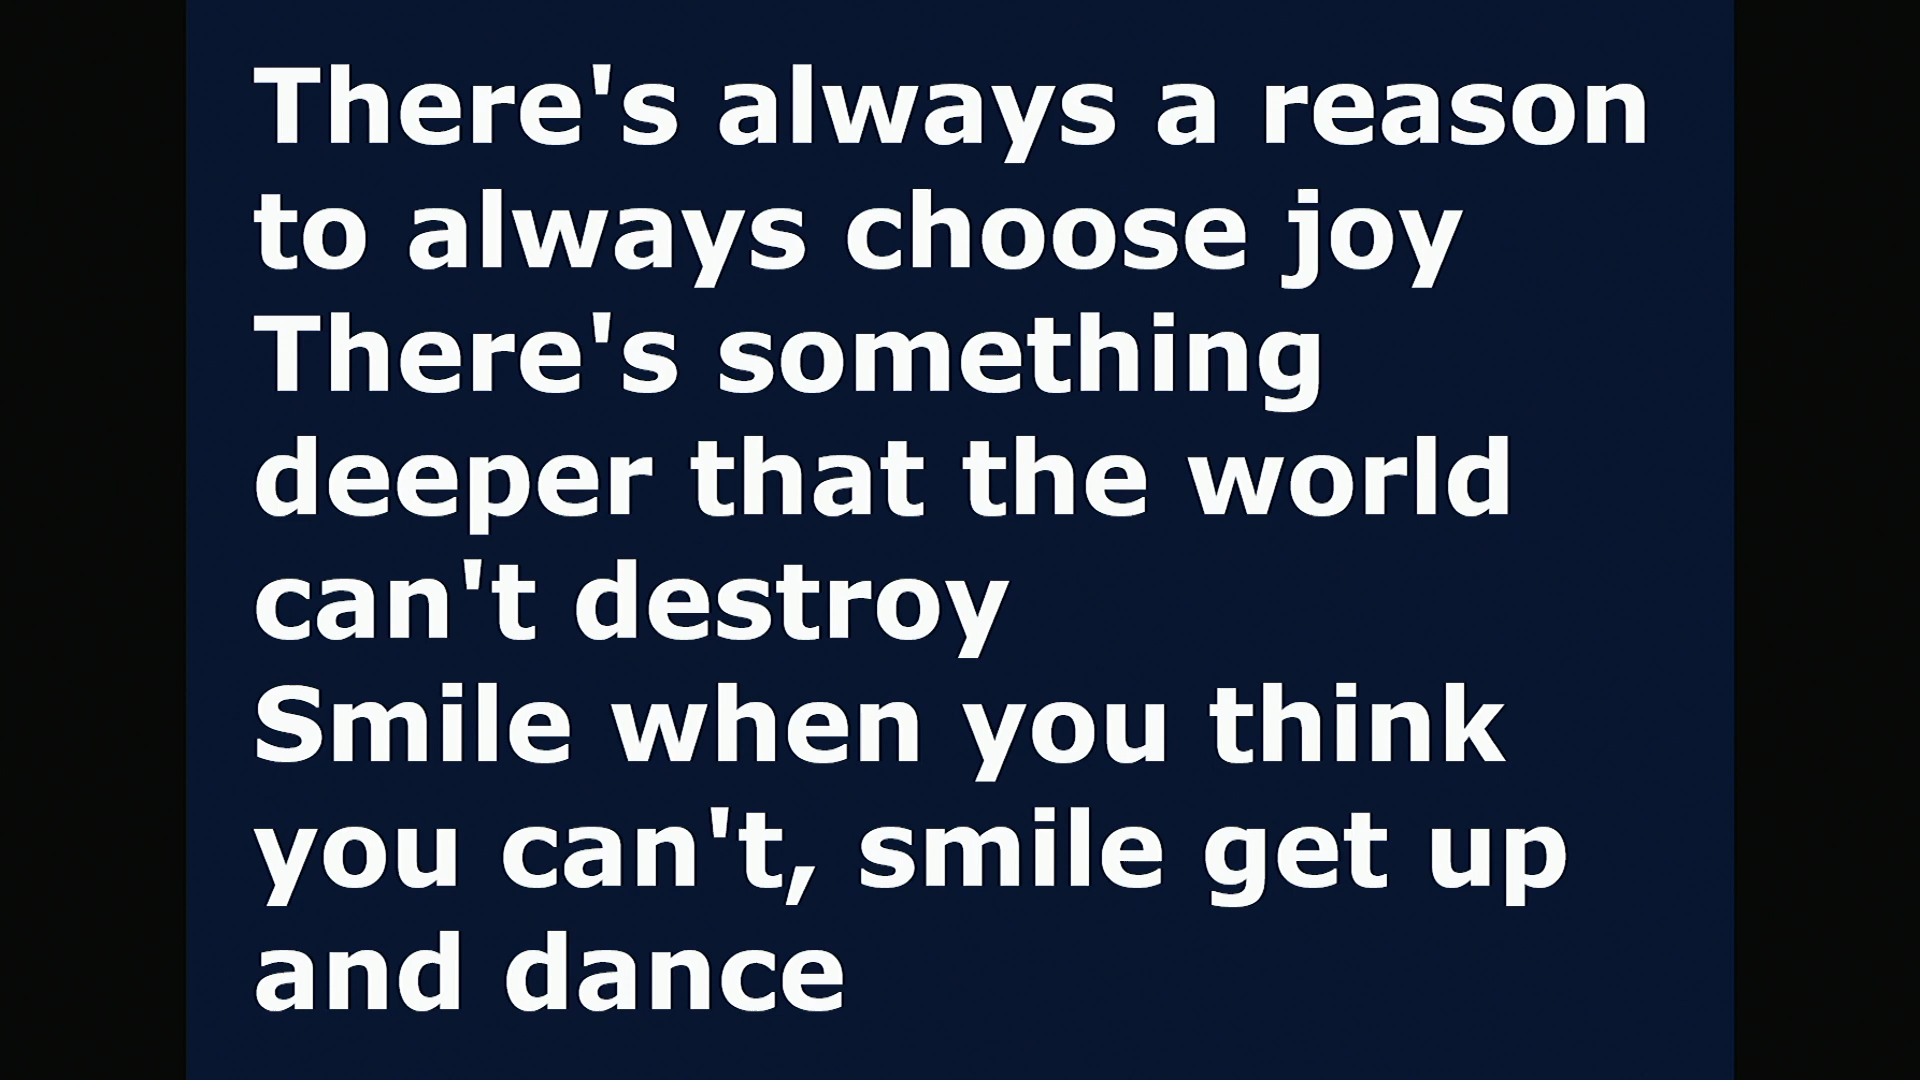 There's always a reason
to always choose joy
There's something
deeper that the world
can't destroy
Smile when you think
you can't, smile get up
and dance